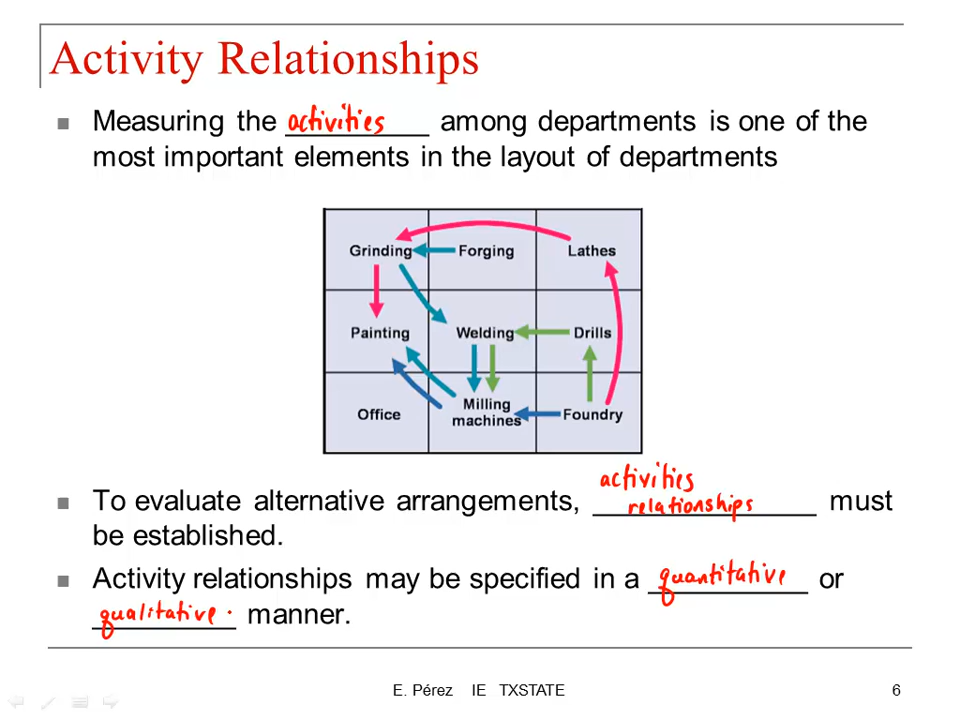 Activity Relationships
Measuring the activities among departments is one of the
most important elements in the layout of departments
Grinding Forging Lathes
Painting Welding Drills
Office Milling machines Foundry
activities
To evaluate alternative arrangements, relationships must
be established.
Activity relationships may be specified in a quantitative or
qualitative. manner.
E. Pérez IE TXSTATE 6